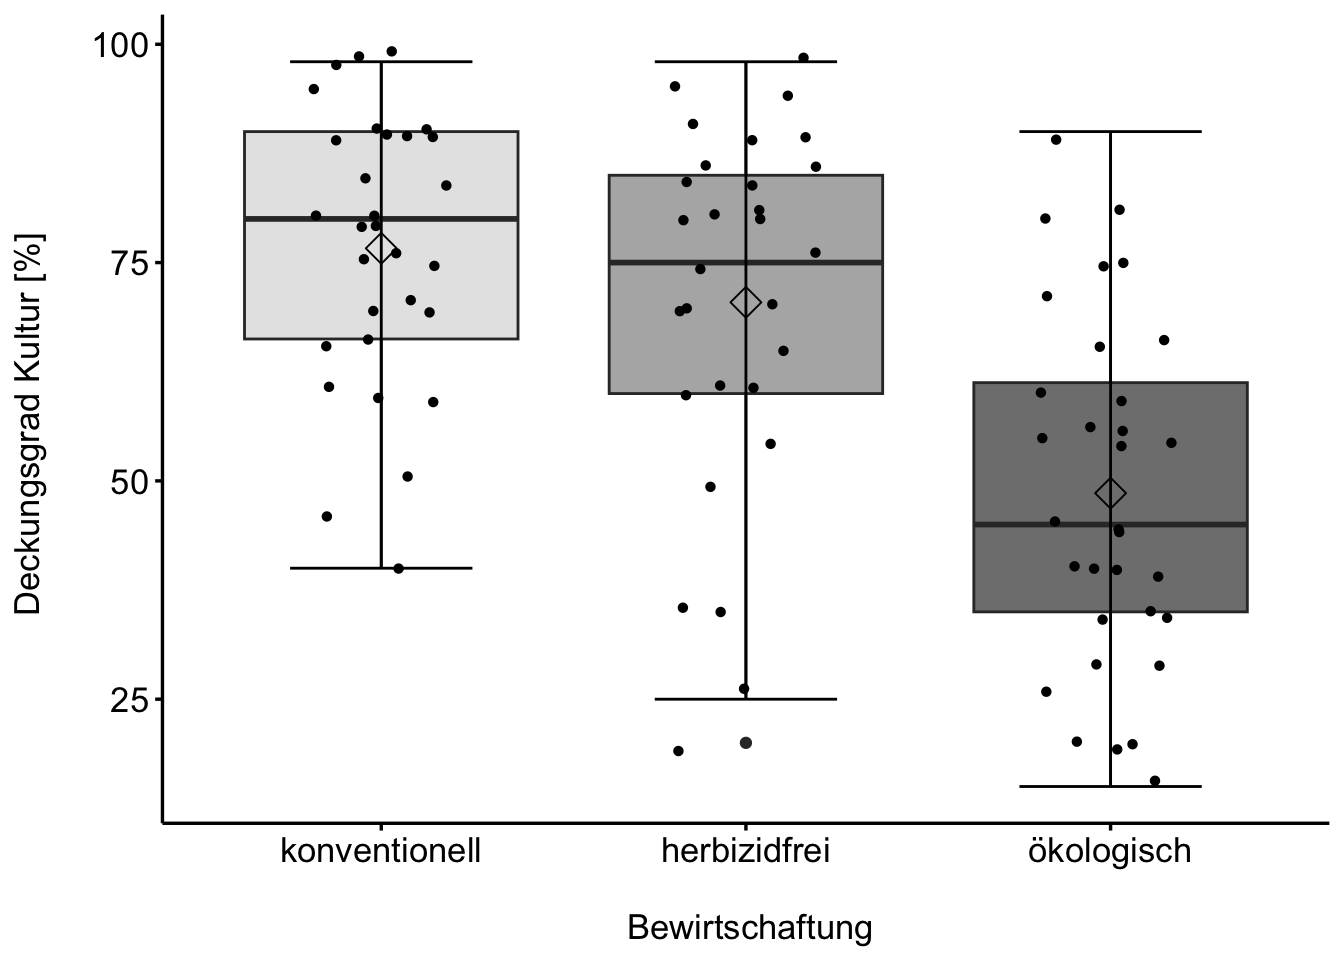 Deckungsgrad Kultur [%]
100
75
50
25
konventionell herbizidfrei ökologisch
Bewirtschaftung